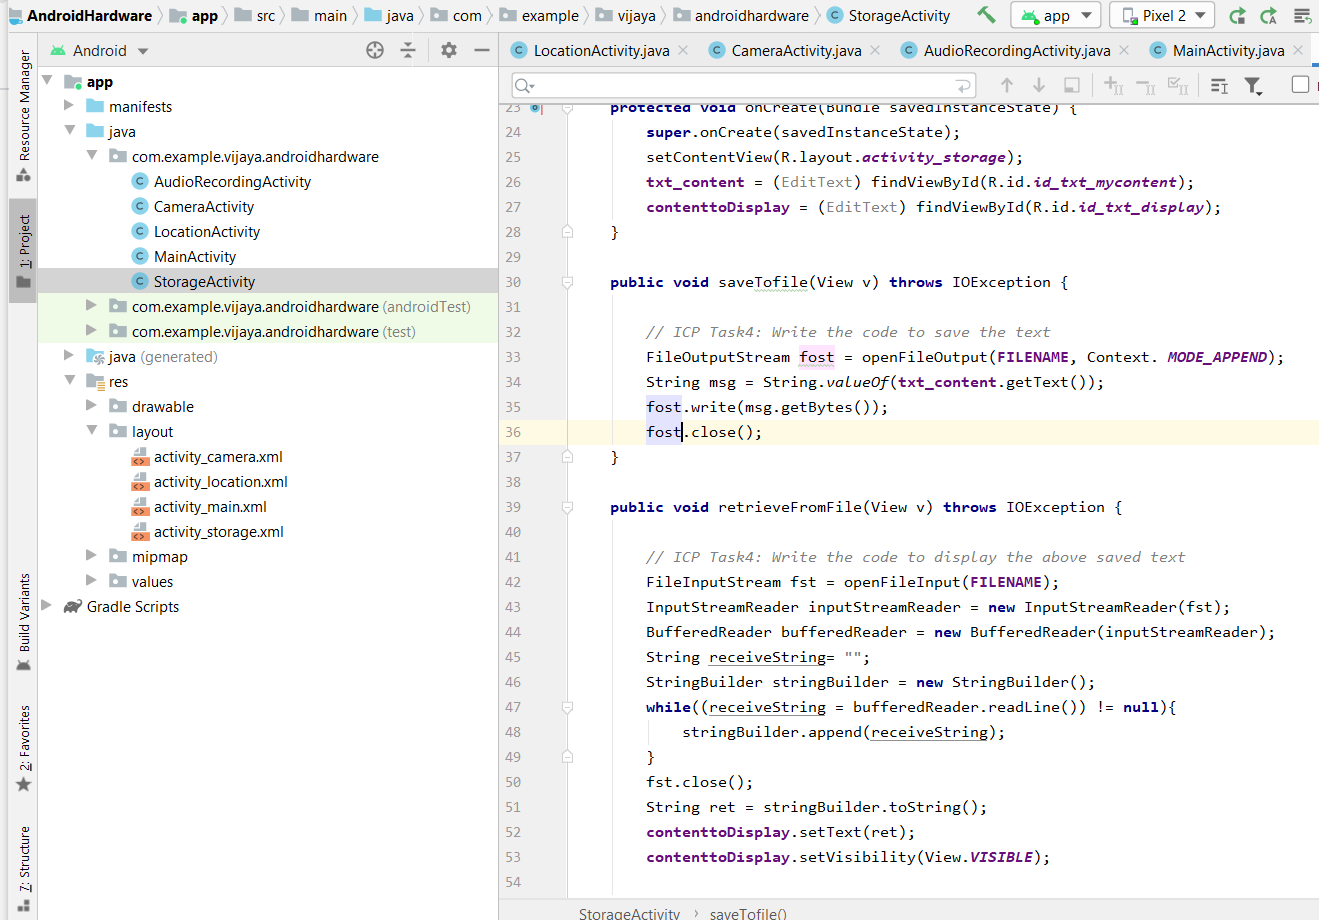 AndroidHardware app src main java com example vijaya androidhardware StorageActivity app Pixel 2
Android
LocationActivity.java CameraActivity.java AudioRecordingActivity.java MainActivity.java
Resource Manager
1: Project
Build Variants
2: Favorites
7: Structure
app
manifests
java
com.example.vijaya.androidhardware
AudioRecordingActivity
CameraActivity
LocationActivity
MainActivity
StorageActivity
com.example.vijaya.androidhardware (androidTest)
com.example.vijaya.androidhardware (test)
java (generated)
res
drawable
layout
activity_camera.xml
activity_location.xml
activity_main.xml
activity_storage.xml
mipmap
values
Gradle Scripts
23 protected void onCreate(Bundle savedInstanceState) {
24 super.onCreate(savedInstanceState);
25 setContentView(R.layout.activity_storage);
26 txt_content = (EditText) findViewById(R.id.id_txt_mycontent);
27 contenttoDisplay = (EditText) findViewById(R.id.id_txt_display);
28 }
29
30 public void saveTofile(View v) throws IOException {
31
32 // ICP Task4: Write the code to save the text
33 FileOutputStream fost = openFileOutput(FILENAME, Context. MODE_APPEND);
34 String msg = String.valueOf(txt_content.getText());
35 fost.write(msg.getBytes());
36 fost.close();
37 }
38
39 public void retrieveFromFile(View v) throws IOException {
40
41 // ICP Task4: Write the code to display the above saved text
42 FileInputStream fst = openFileInput(FILENAME);
43 InputStreamReader inputStreamReader = new InputStreamReader(fst);
44 BufferedReader bufferedReader = new BufferedReader(inputStreamReader);
45 String receiveString= "";
46 StringBuilder stringBuilder = new StringBuilder();
47 while((receiveString = bufferedReader.readLine()) != null){
48 stringBuilder.append(receiveString);
49 }
50 fst.close();
51 String ret = stringBuilder.toString();
52 contenttoDisplay.setText(ret);
53 contenttoDisplay.setVisibility(View.VISIBLE);
54
StorageActivity › saveTofile()